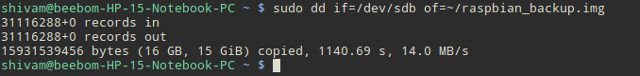 shivam@beebom-HP-15-Notebook-PC ~ $ sudo dd if=/dev/sdb of=~/raspbian_backup.img
31116288+0 records in
31116288+0 records out
15931539456 bytes (16 GB, 15 GiB) copied, 1140.69 s, 14.0 MB/s
shivam@beebom-HP-15-Notebook-PC ~ $